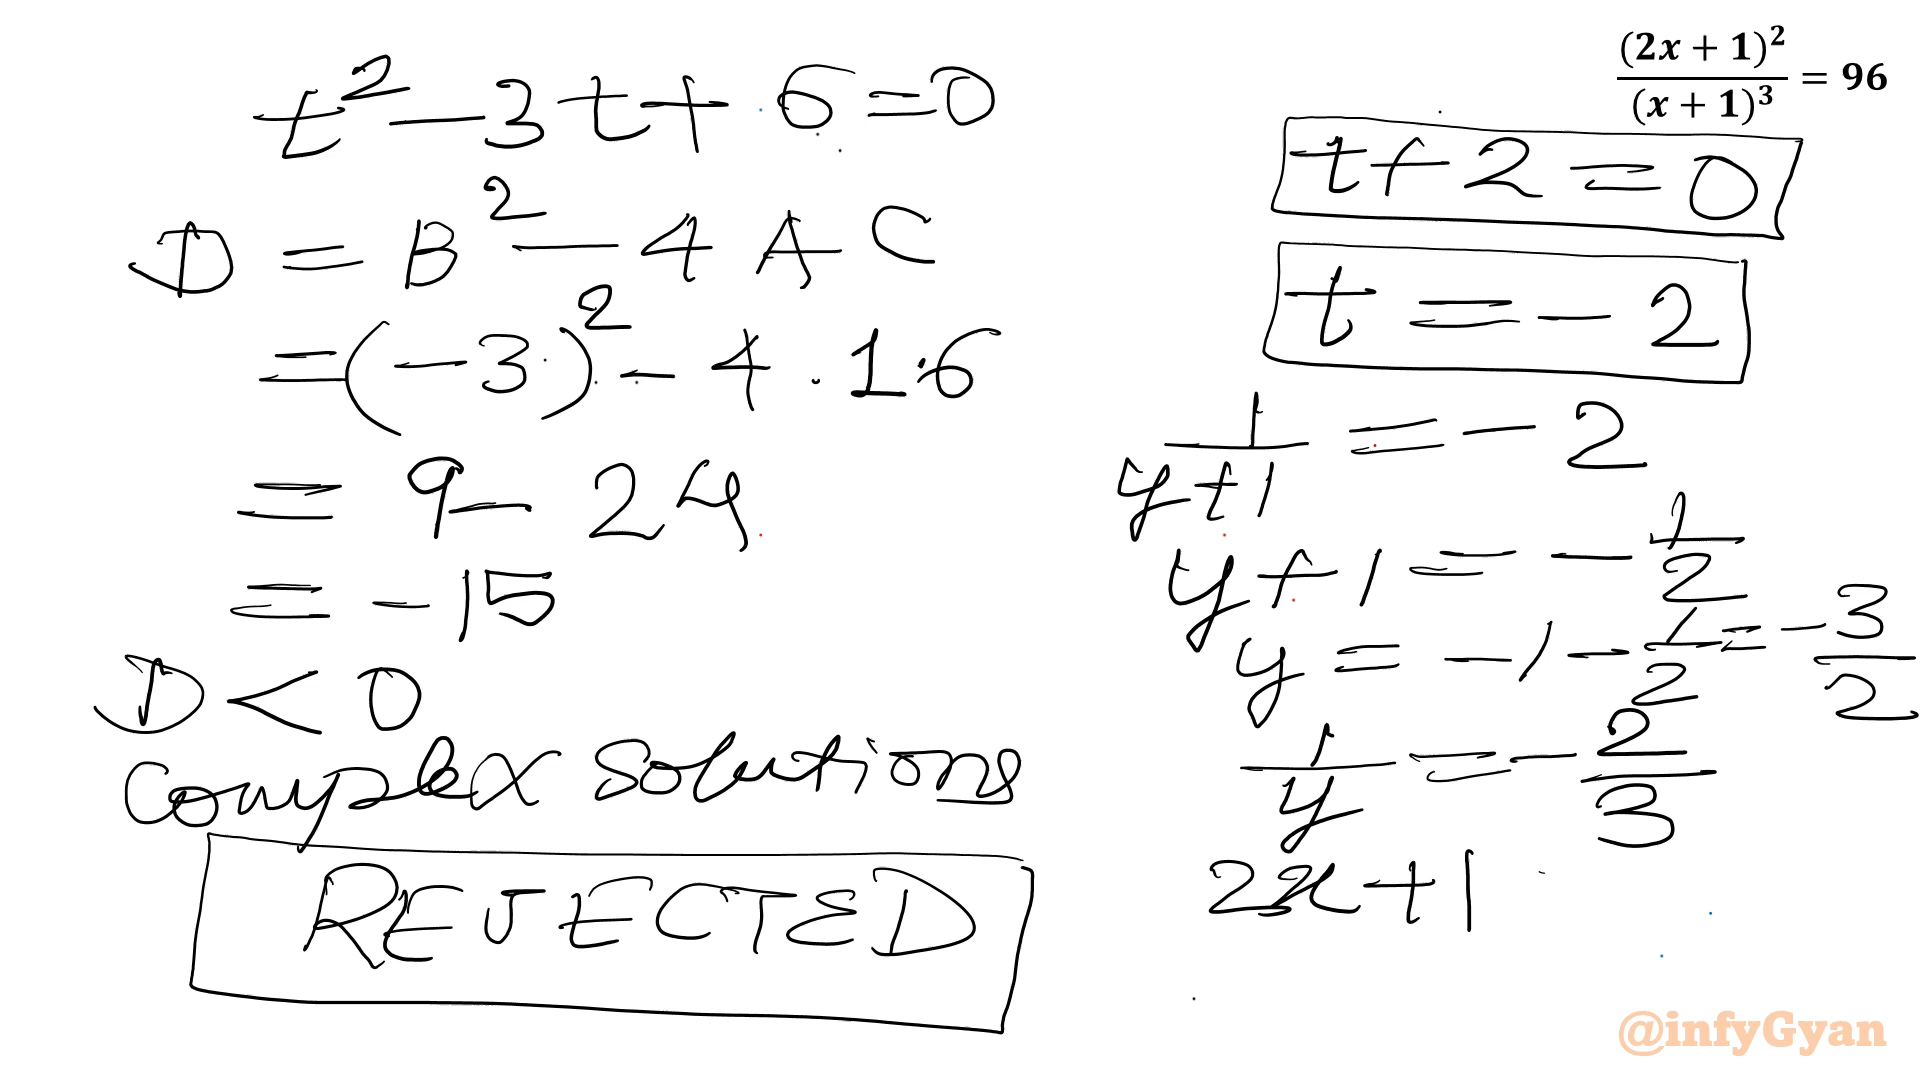 t² - 3t + 6 = 0
D = B² - 4AC
= (-3)² - 4 . 1 . 6
= 9 - 24
= -15
D < 0
complex solutions
REJECTED
(2x + 1)² / (x + 1)³ = 96
t + 2 = 0
t = -2
1/(y+1) = -2
y + 1 = -1/2
y = -1 - 1/2 = -3/2
1/y = -2/3
2x + 1
@infyGyan